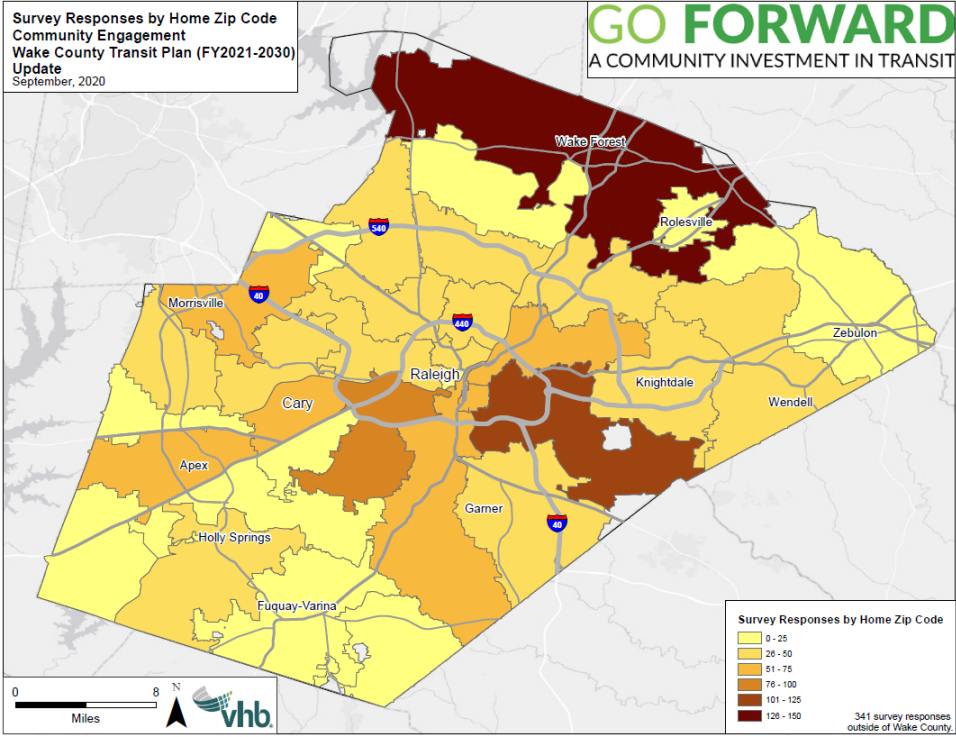 Survey Responses by Home Zip Code
Community Engagement
Wake County Transit Plan (FY2021-2030)
Update
September, 2020
GO FORWARD
A COMMUNITY INVESTMENT IN TRANSIT
Wake Forest
Rolesville
540
40
Morrisville
440
Zebulon
Raleigh
Knightdale
Cary
Wendell
Apex
Garner
40
Holly Springs
Fuquay-Varina
Survey Responses by Home Zip Code
0 - 25
26 - 50
51 - 75
76 - 100
101 - 125
126 - 150
341 survey responses
outside of Wake County.
0 8
Miles
N
vhb